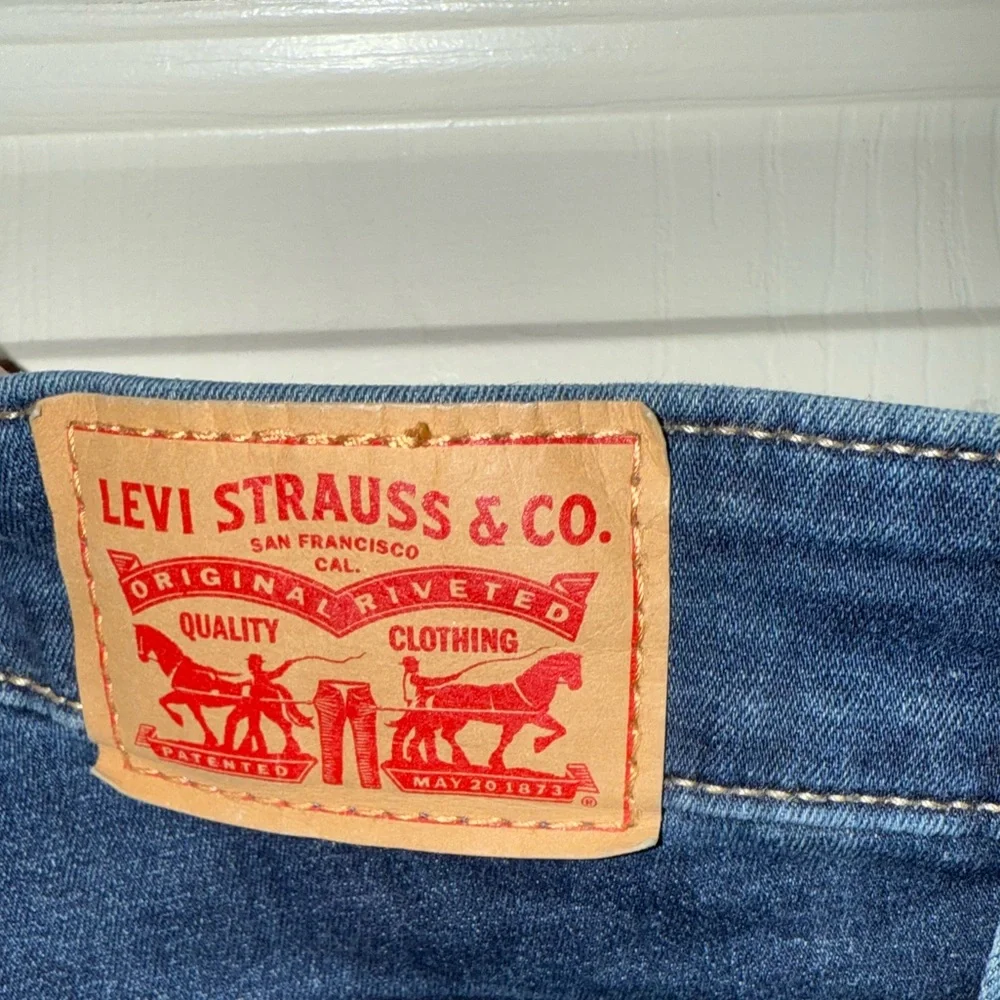 LEVI STRAUSS & CO.
SAN FRANCISCO
CAL.
ORIGINAL RIVETED
QUALITY CLOTHING
PATENTED MAY 20 1873 ®